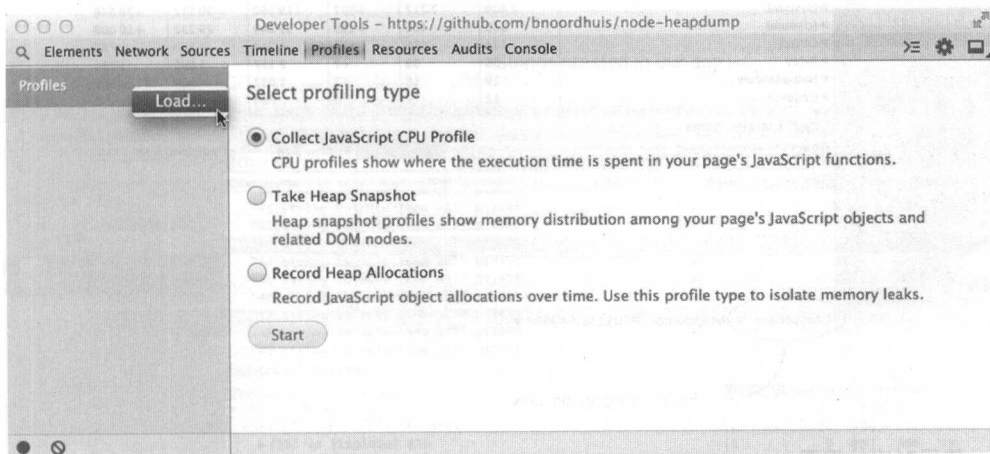 Developer Tools – https://github.com/bnoordhuis/node-heapdump
Elements Network Sources Timeline Profiles Resources Audits Console
Profiles
Load...
Select profiling type
Collect JavaScript CPU Profile
CPU profiles show where the execution time is spent in your page's JavaScript functions.
Take Heap Snapshot
Heap snapshot profiles show memory distribution among your page's JavaScript objects and
related DOM nodes.
Record Heap Allocations
Record JavaScript object allocations over time. Use this profile type to isolate memory leaks.
Start